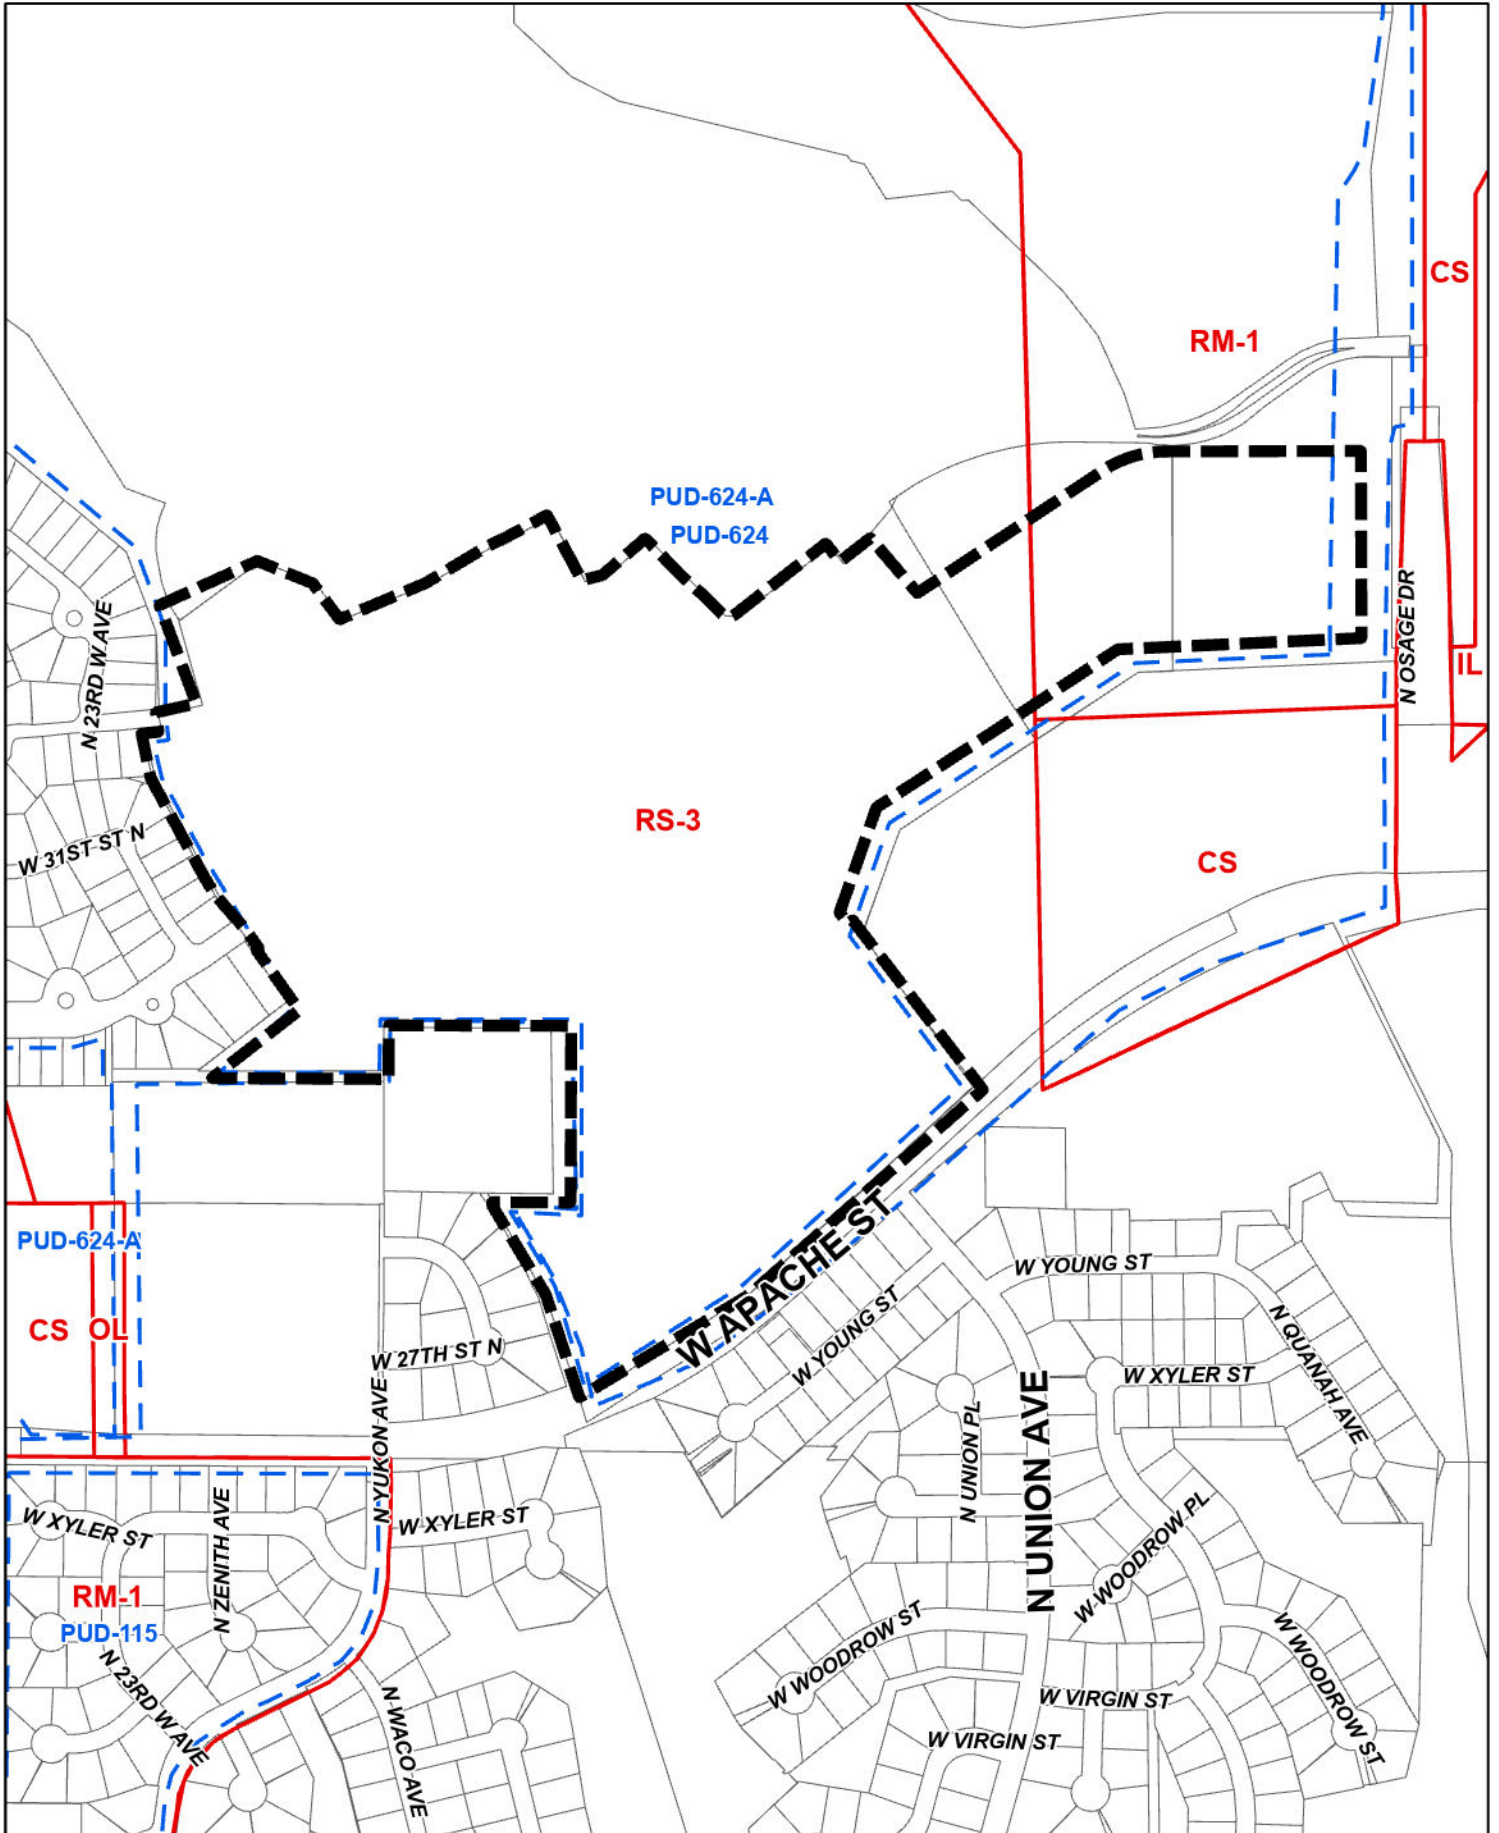 CS
RM-1
PUD-624-A
PUD-624
N OSAGE DR
IL
N 23RD W AVE
RS-3
W 31ST ST N
CS
PUD-624-A
W APACHE ST
W YOUNG ST
CS
OL
W YOUNG ST
N QUANAH AVE
W 27TH ST N
W XYLER ST
N YUKON AVE
N UNION PL
N UNION AVE
W XYLER ST
N ZENITH AVE
W XYLER ST
W WOODROW PL
RM-1
PUD-115
W WOODROW ST
W WOODROW ST
N 23RD W AVE
N WACO AVE
W VIRGIN ST
W VIRGIN ST